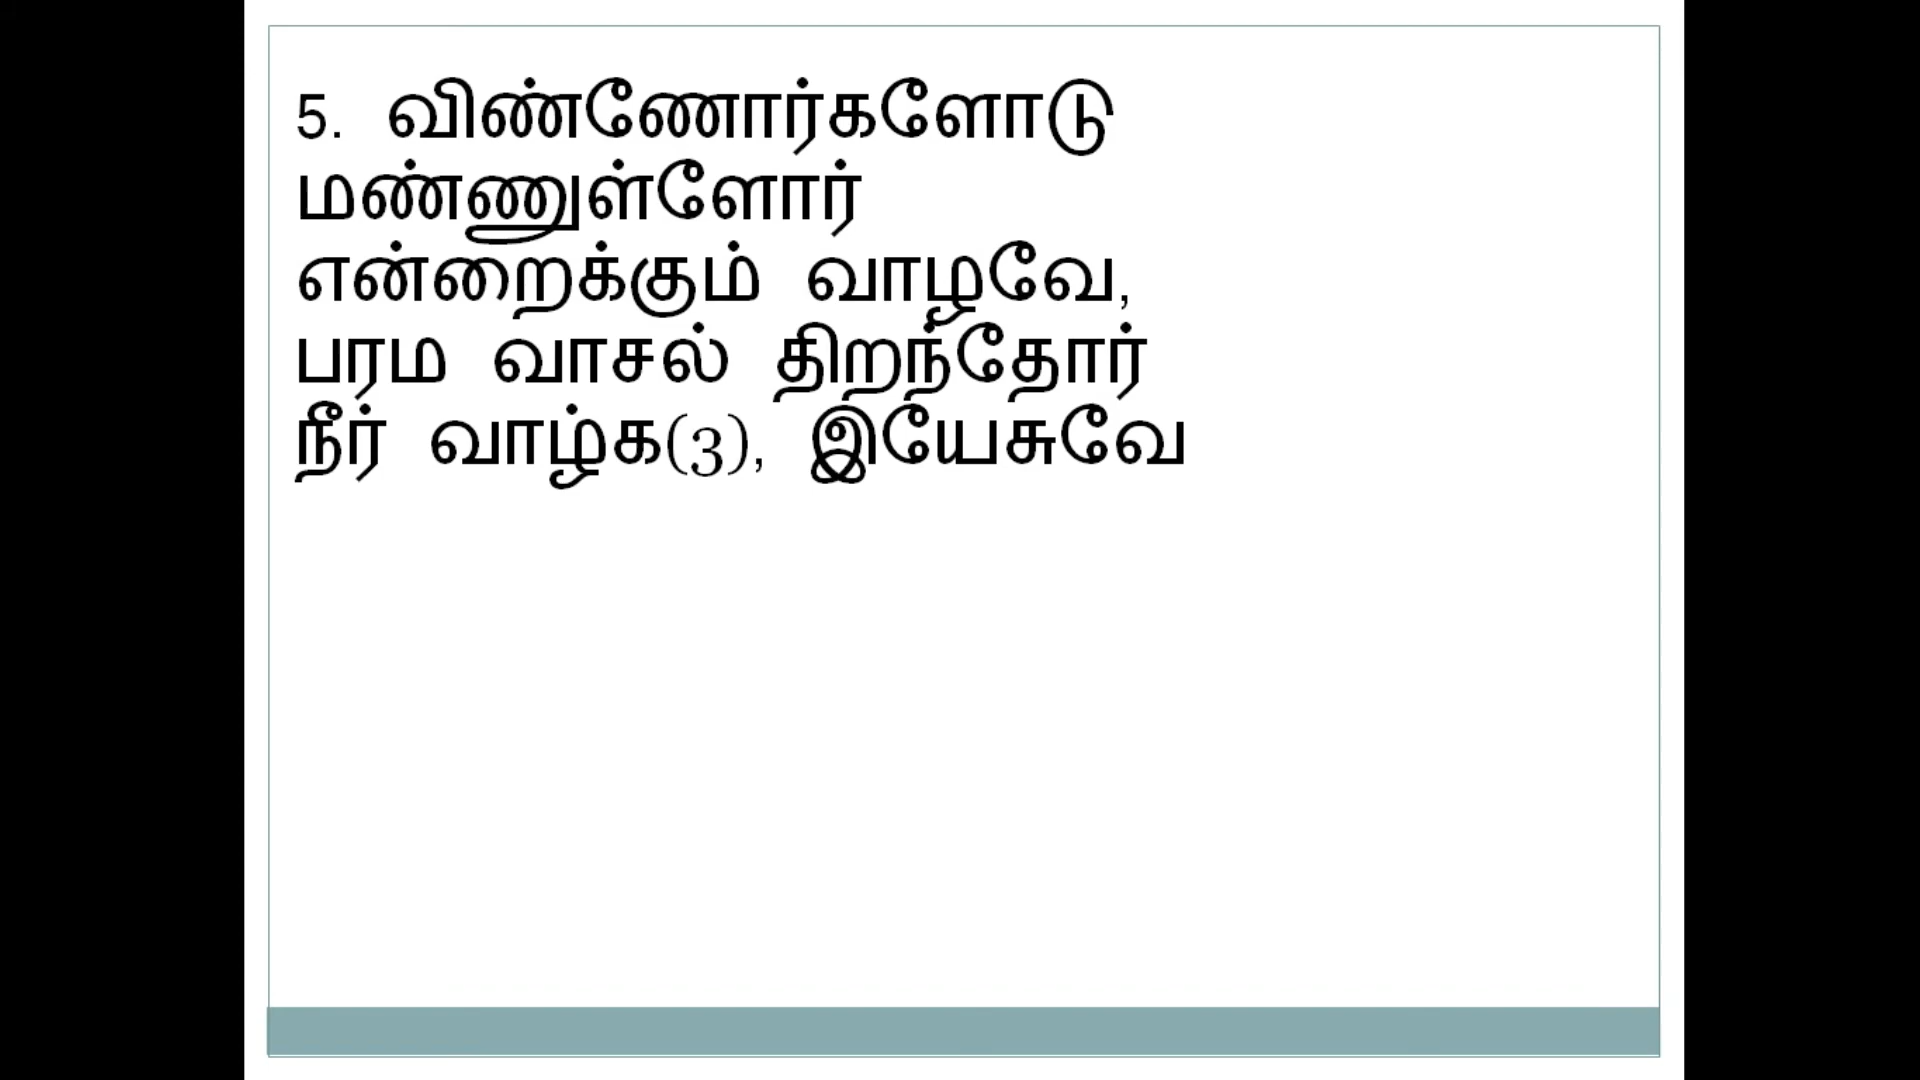 5. விண்ணோர்களோடு
மண்ணுள்ளோர்
என்றைக்கும் வாழவே,
பரம வாசல் திறந்தோர்
நீர் வாழ்க(3), இயேசுவே